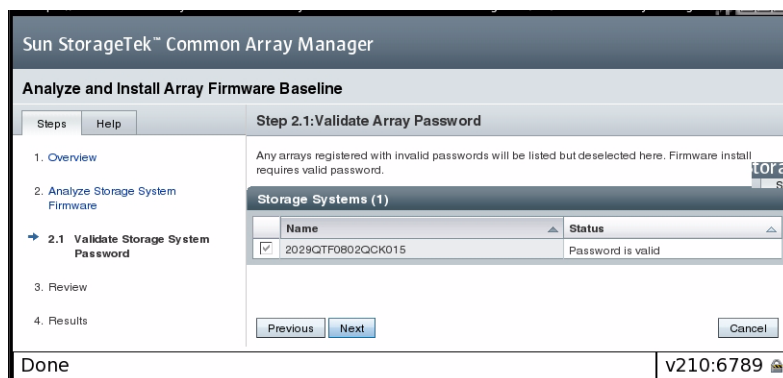 Sun StorageTek™ Common Array Manager
Analyze and Install Array Firmware Baseline
Steps Help
1. Overview
2. Analyze Storage System
Firmware
2.1 Validate Storage System
Password
3. Review
4. Results
Step 2.1:Validate Array Password
Any arrays registered with invalid passwords will be listed but deselected here. Firmware install
requires valid password.
Storage Systems (1)
Name Status
2029QTF0802QCK015 Password is valid
Previous Next Cancel
Done v210:6789